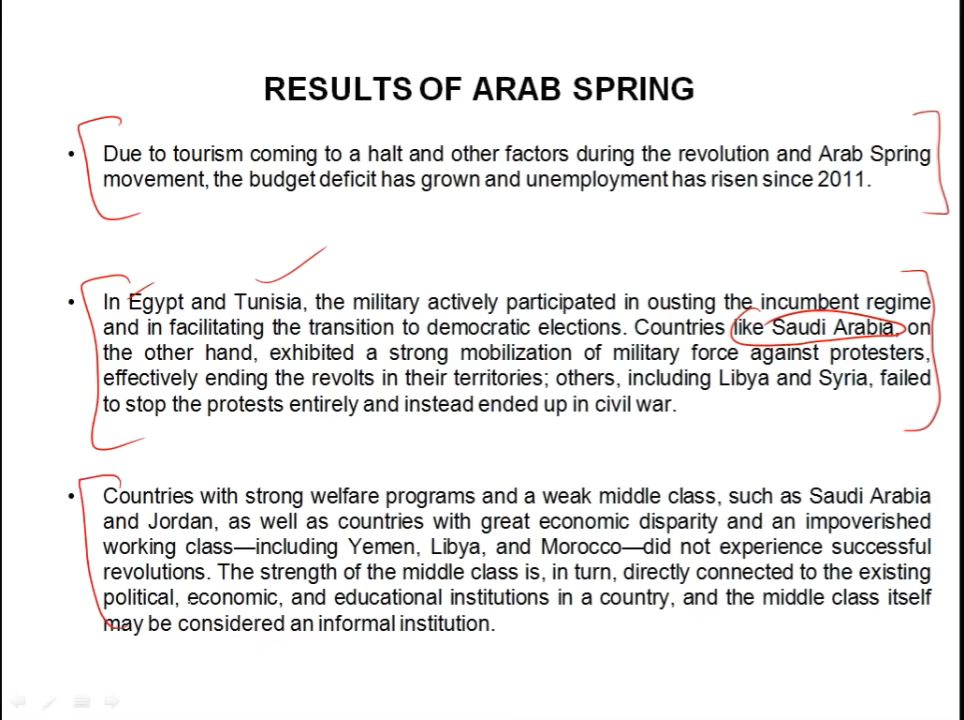 RESULTS OF ARAB SPRING
• Due to tourism coming to a halt and other factors during the revolution and Arab Spring
movement, the budget deficit has grown and unemployment has risen since 2011.
• In Egypt and Tunisia, the military actively participated in ousting the incumbent regime
and in facilitating the transition to democratic elections. Countries like Saudi Arabia, on
the other hand, exhibited a strong mobilization of military force against protesters,
effectively ending the revolts in their territories; others, including Libya and Syria, failed
to stop the protests entirely and instead ended up in civil war.
• Countries with strong welfare programs and a weak middle class, such as Saudi Arabia
and Jordan, as well as countries with great economic disparity and an impoverished
working class—including Yemen, Libya, and Morocco—did not experience successful
revolutions. The strength of the middle class is, in turn, directly connected to the existing
political, economic, and educational institutions in a country, and the middle class itself
may be considered an informal institution.